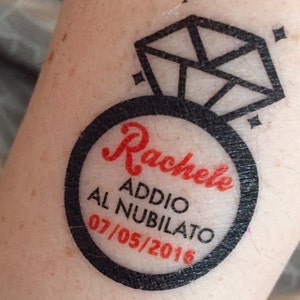 Rachele
ADDIO
AL NUBILATO
07/05/2016